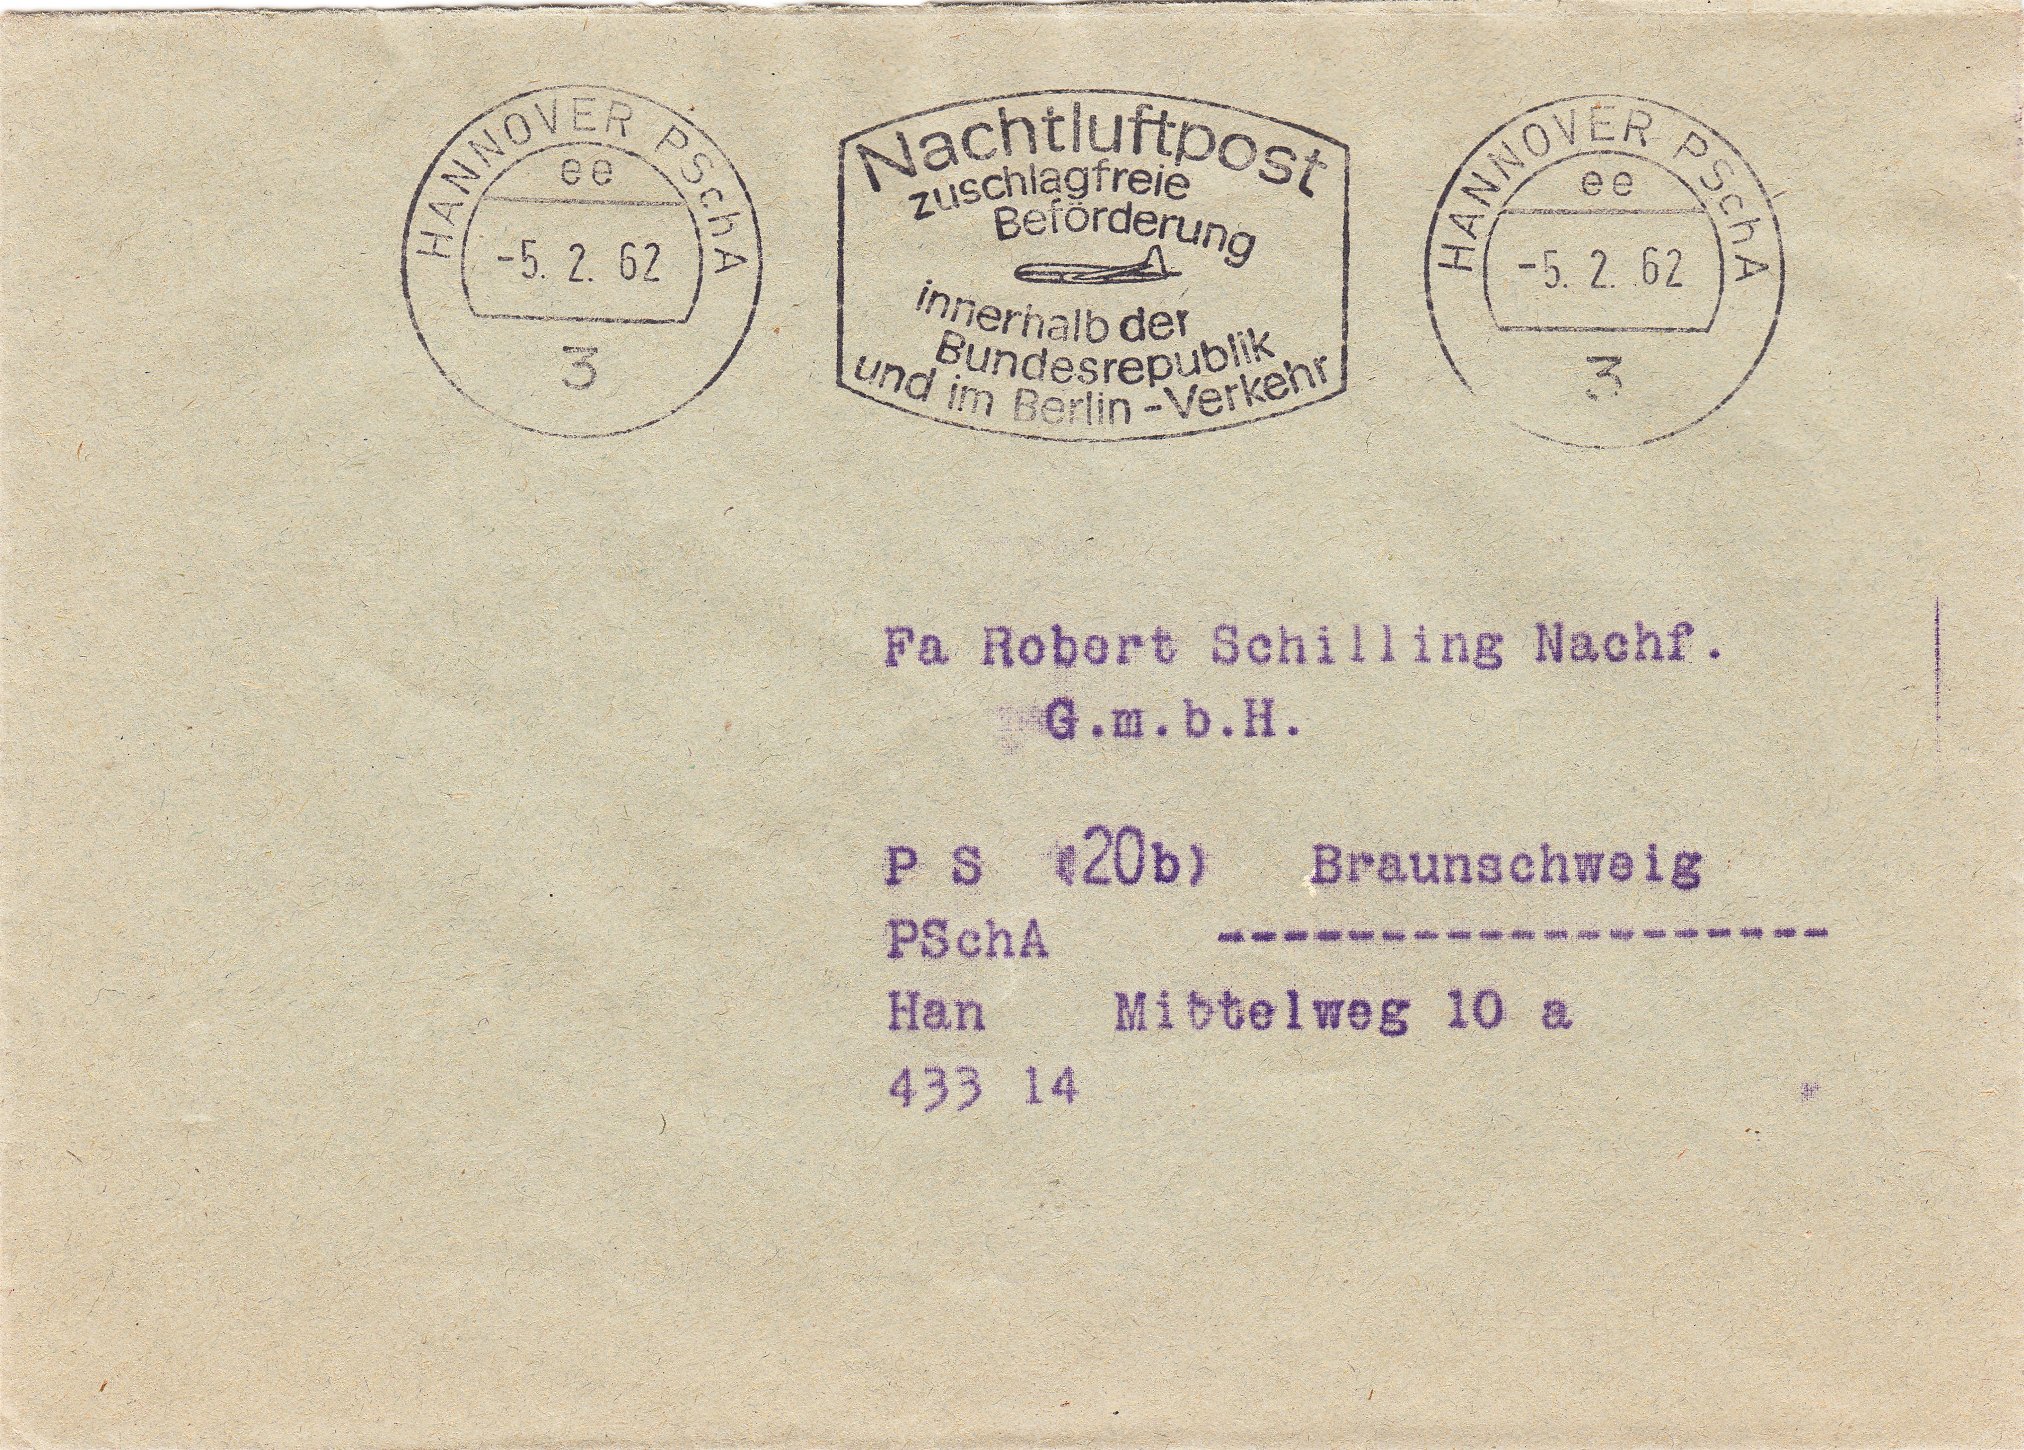 HANNOVER PSchA
ee
-5. 2. 62
3
Nachtluftpost
zuschlagfreie
Beförderung
innerhalb der
Bundesrepublik
und im Berlin-Verkehr
HANNOVER PSchA
ee
-5. 2. 62
3
Fa Robert Schilling Nachf.
G.m.b.H.
P S (20b) Braunschweig
PSchA -------------------
Han Mittelweg 10 a
433 14